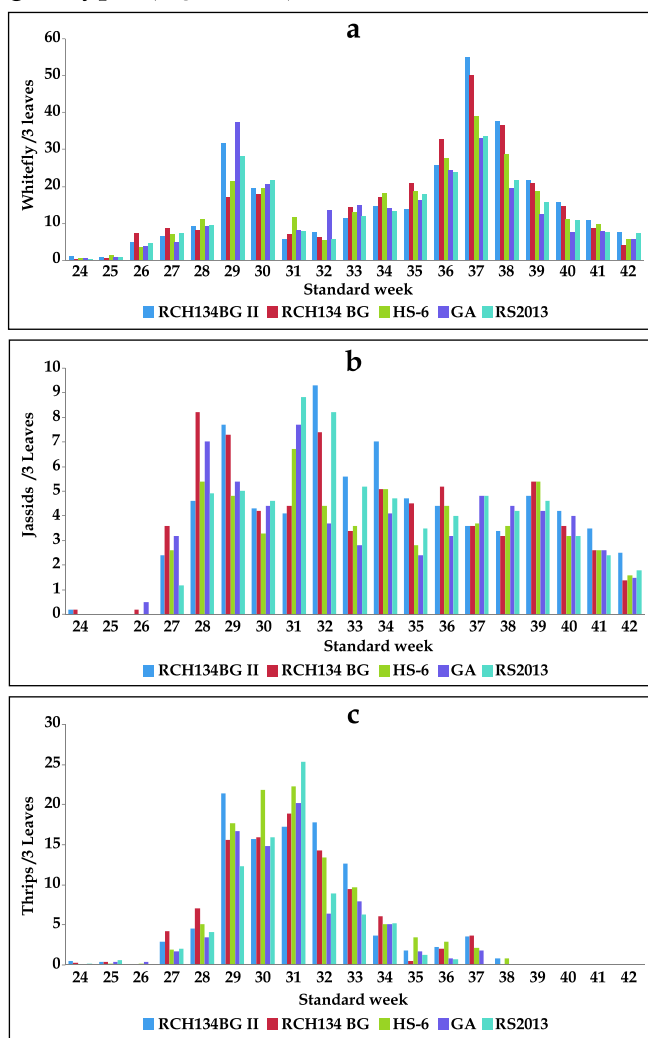 a
Whitefly /3 leaves
60
50
40
30
20
10
0
24 25 26 27 28 29 30 31 32 33 34 35 36 37 38 39 40 41 42
Standard week
RCH134BG II RCH134 BG HS-6 GA RS2013
b
Jassids /3 Leaves
10
9
8
7
6
5
4
3
2
1
0
24 25 26 27 28 29 30 31 32 33 34 35 36 37 38 39 40 41 42
Standard week
RCH134BG II RCH134 BG HS-6 GA RS2013
c
Thrips /3 Leaves
30
25
20
15
10
5
0
24 25 26 27 28 29 30 31 32 33 34 35 36 37 38 39 40 41 42
Standard week
RCH134BG II RCH134 BG HS-6 GA RS2013